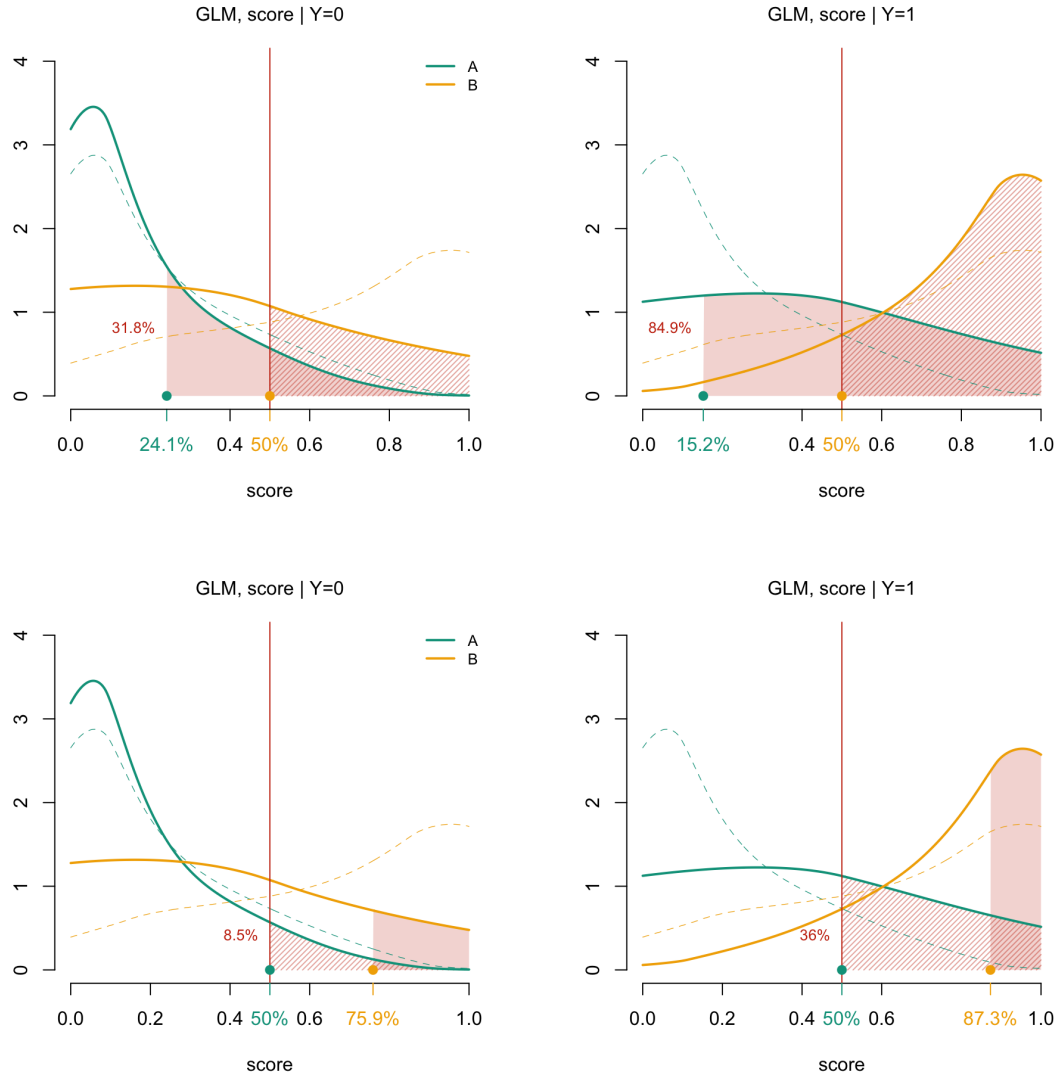 GLM, score | Y=0
4
3
2
1
0
A
B
31.8%
0.0 24.1% 0.4 50% 0.6 0.8 1.0
score
GLM, score | Y=1
4
3
2
1
0
84.9%
0.0 15.2% 0.4 50% 0.6 0.8 1.0
score
GLM, score | Y=0
4
3
2
1
0
A
B
8.5%
0.0 0.2 0.4 50% 0.6 75.9% 1.0
score
GLM, score | Y=1
4
3
2
1
0
36%
0.0 0.2 0.4 50% 0.6 87.3% 1.0
score